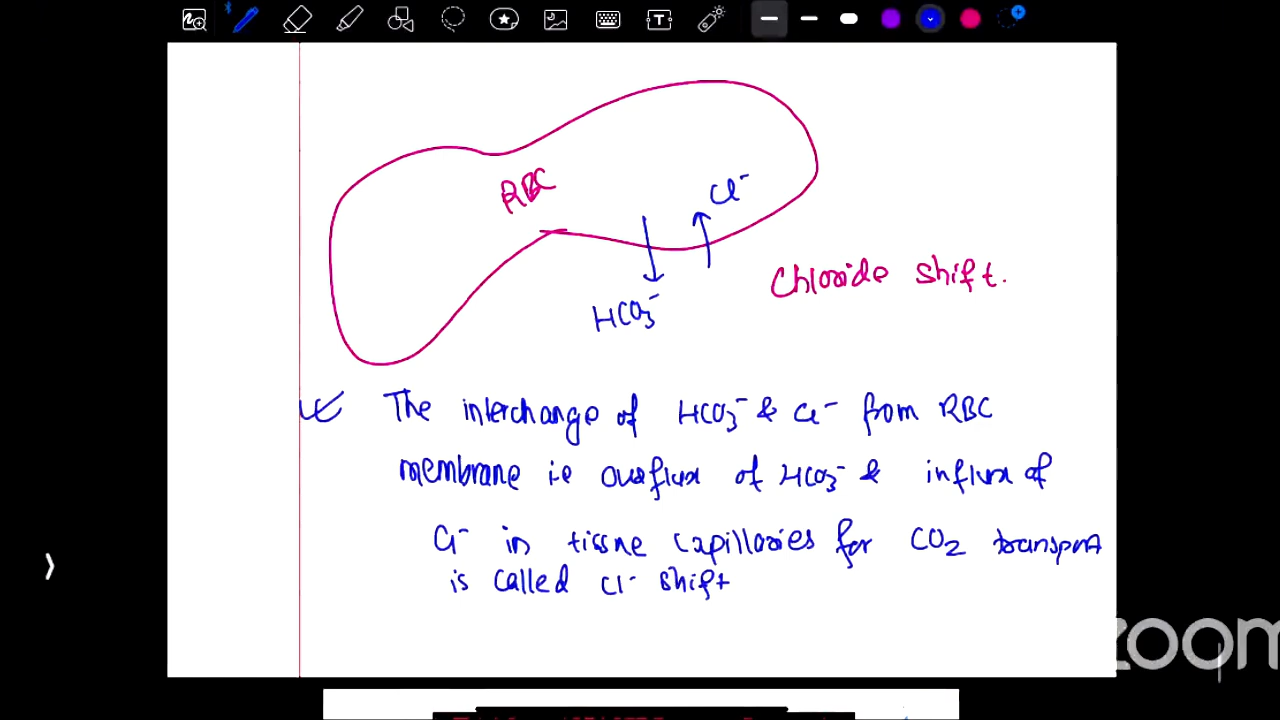 RBC
Cl⁻
HCO₃⁻
Chloride shift.
The interchange of HCO₃⁻ & Cl⁻ from RBC
membrane i.e outflux of HCO₃⁻ & influx of
Cl⁻ in tissue capillaries for CO₂ transport
is called Cl⁻ shift
zoom